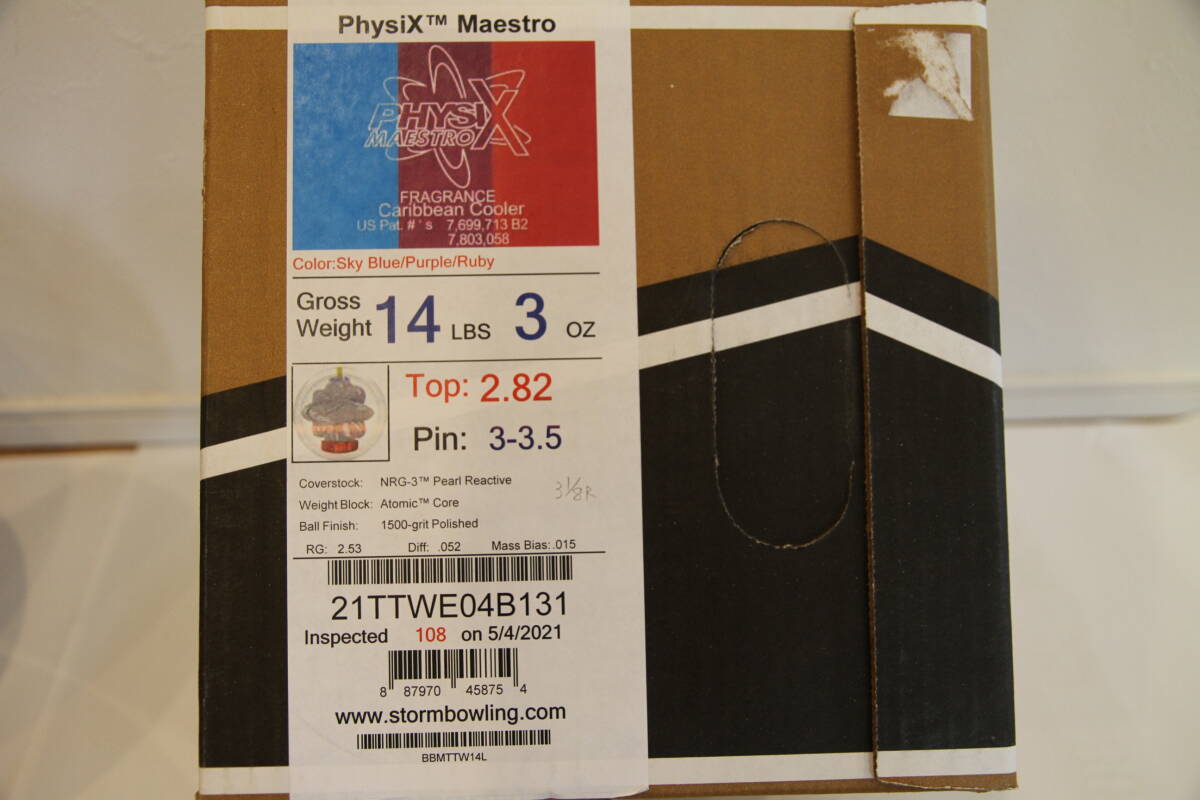 PhysiX™ Maestro
PHYSIX
MAESTRO
FRAGRANCE
Caribbean Cooler
US Pat. # ' s 7,699,713 B2
7,803,058
Color:Sky Blue/Purple/Ruby
Gross Weight 14 LBS 3 OZ
Top: 2.82
Pin: 3-3.5
Coverstock: NRG-3™ Pearl Reactive
3 1/8 R
Weight Block: Atomic™ Core
Ball Finish: 1500-grit Polished
RG: 2.53 Diff: .052 Mass Bias: .015
21TTWE04B131
Inspected 108 on 5/4/2021
8 87970 45875 4
www.stormbowling.com
BBMTTW14L